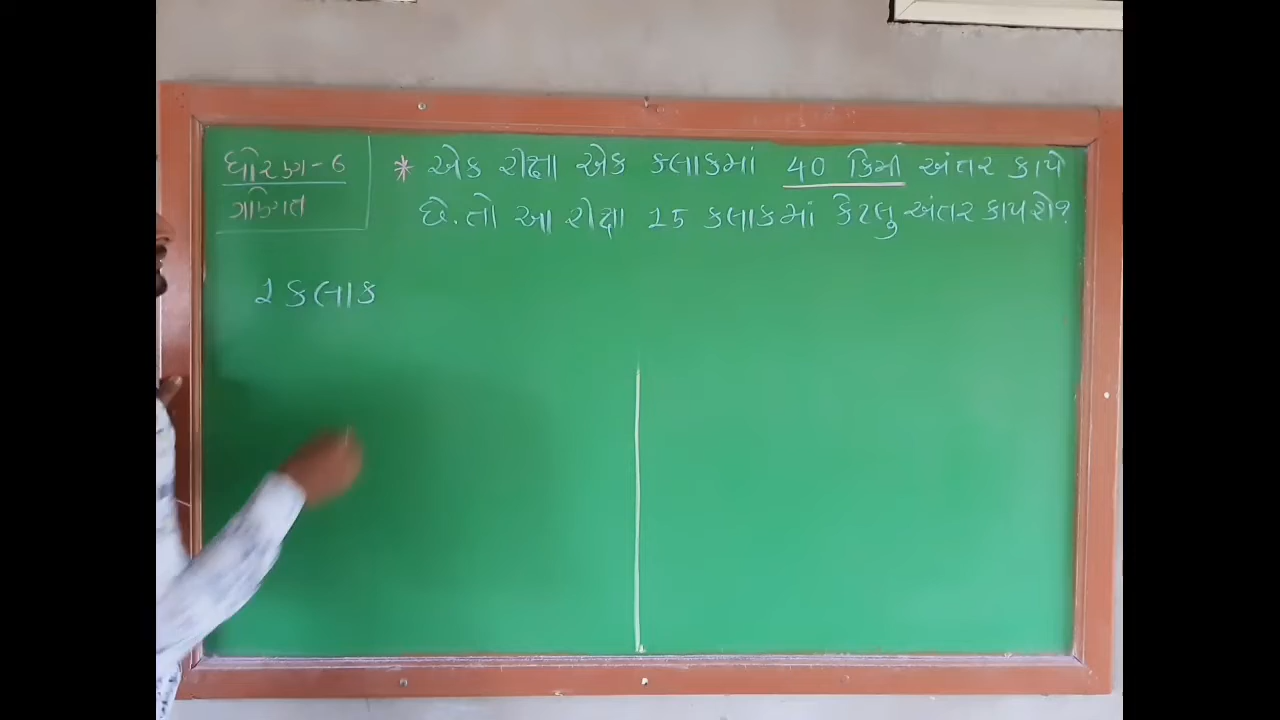 ધોરણ-6
ગણિત
* એક રીક્ષા એક કલાકમાં 40 કિમી અંતર કાપે
છે. તો આ રીક્ષા 15 કલાકમાં કેટલુ અંતર કાપશે?
1 કલાક